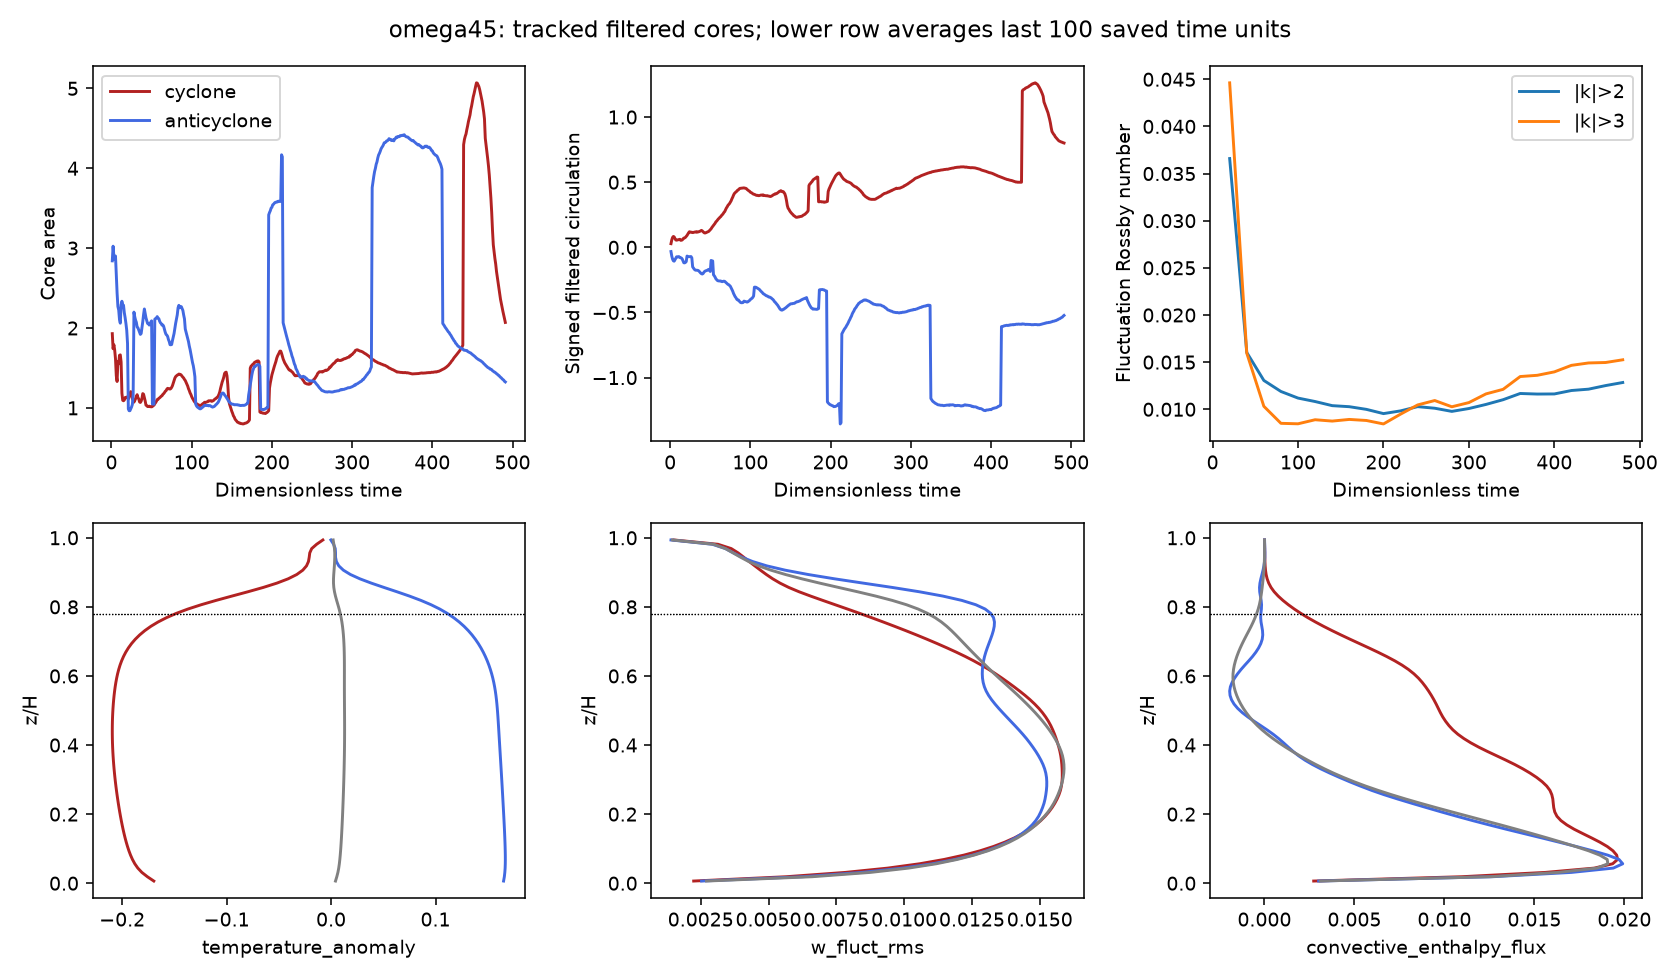 omega45: tracked filtered cores; lower row averages last 100 saved time units
cyclone
anticyclone
5
4
3
2
1
Core area
0 100 200 300 400 500
Dimensionless time
1.0
0.5
0.0
−0.5
−1.0
Signed filtered circulation
0 100 200 300 400 500
Dimensionless time
|k|>2
|k|>3
0.045
0.040
0.035
0.030
0.025
0.020
0.015
0.010
Fluctuation Rossby number
0 100 200 300 400 500
Dimensionless time
1.0
0.8
0.6
0.4
0.2
0.0
z/H
−0.2 −0.1 0.0 0.1
temperature_anomaly
1.0
0.8
0.6
0.4
0.2
0.0
z/H
0.0025 0.0050 0.0075 0.0100 0.0125 0.0150
w_fluct_rms
1.0
0.8
0.6
0.4
0.2
0.0
z/H
0.000 0.005 0.010 0.015 0.020
convective_enthalpy_flux